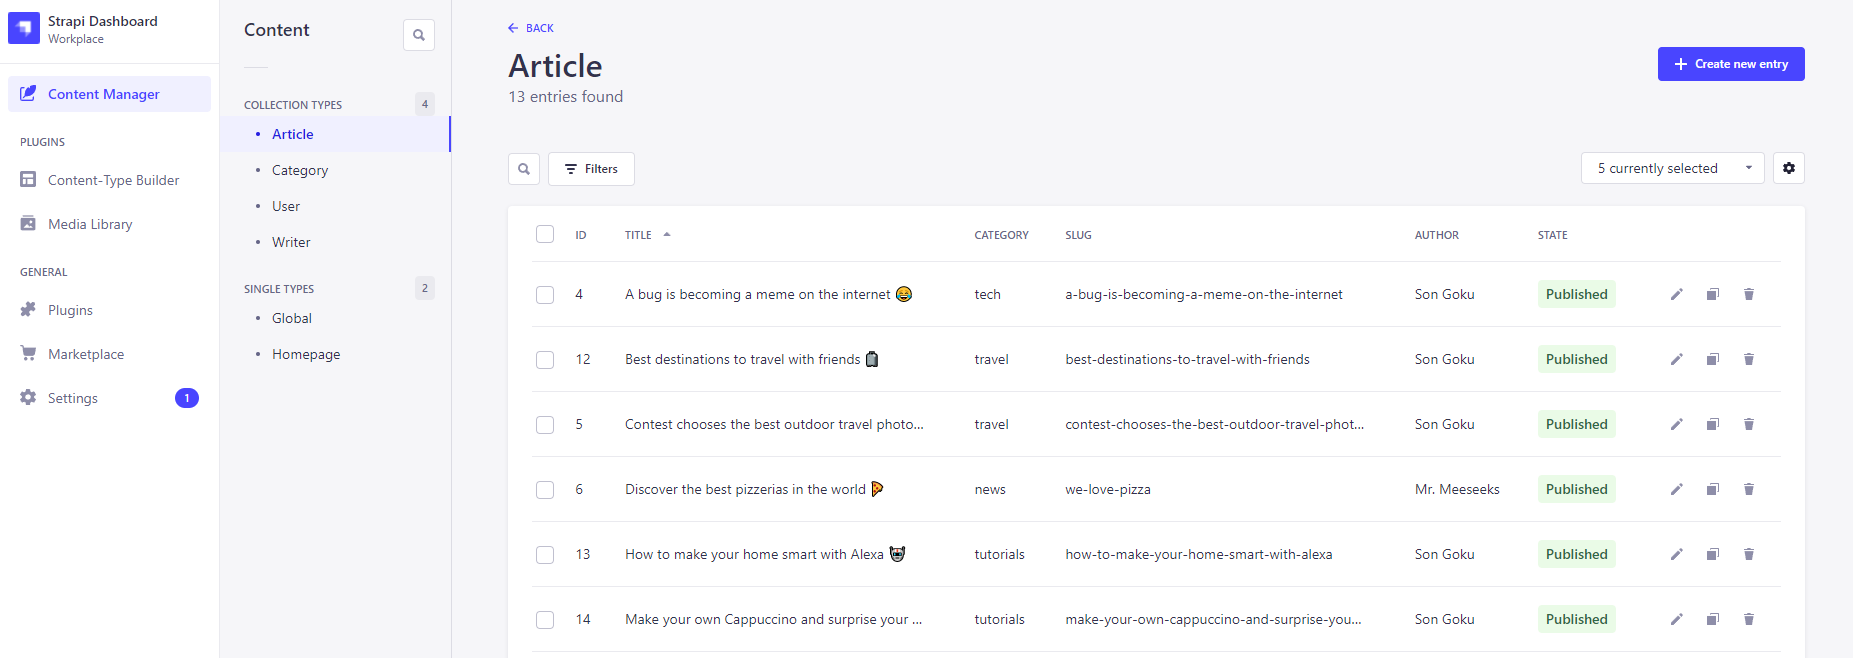 Strapi Dashboard
Workplace
Content Manager
PLUGINS
Content-Type Builder
Media Library
GENERAL
Plugins
Marketplace
Settings 1
Content
COLLECTION TYPES 4
Article
Category
User
Writer
SINGLE TYPES 2
Global
Homepage
BACK
Article
13 entries found
Create new entry
Filters
5 currently selected
ID TITLE CATEGORY SLUG AUTHOR STATE
4 A bug is becoming a meme on the internet 😂 tech a-bug-is-becoming-a-meme-on-the-internet Son Goku Published
12 Best destinations to travel with friends travel best-destinations-to-travel-with-friends Son Goku Published
5 Contest chooses the best outdoor travel photo... travel contest-chooses-the-best-outdoor-travel-phot... Son Goku Published
6 Discover the best pizzerias in the world 🍕 news we-love-pizza Mr. Meeseeks Published
13 How to make your home smart with Alexa 🤖 tutorials how-to-make-your-home-smart-with-alexa Son Goku Published
14 Make your own Cappuccino and surprise your ... tutorials make-your-own-cappuccino-and-surprise-you... Son Goku Published